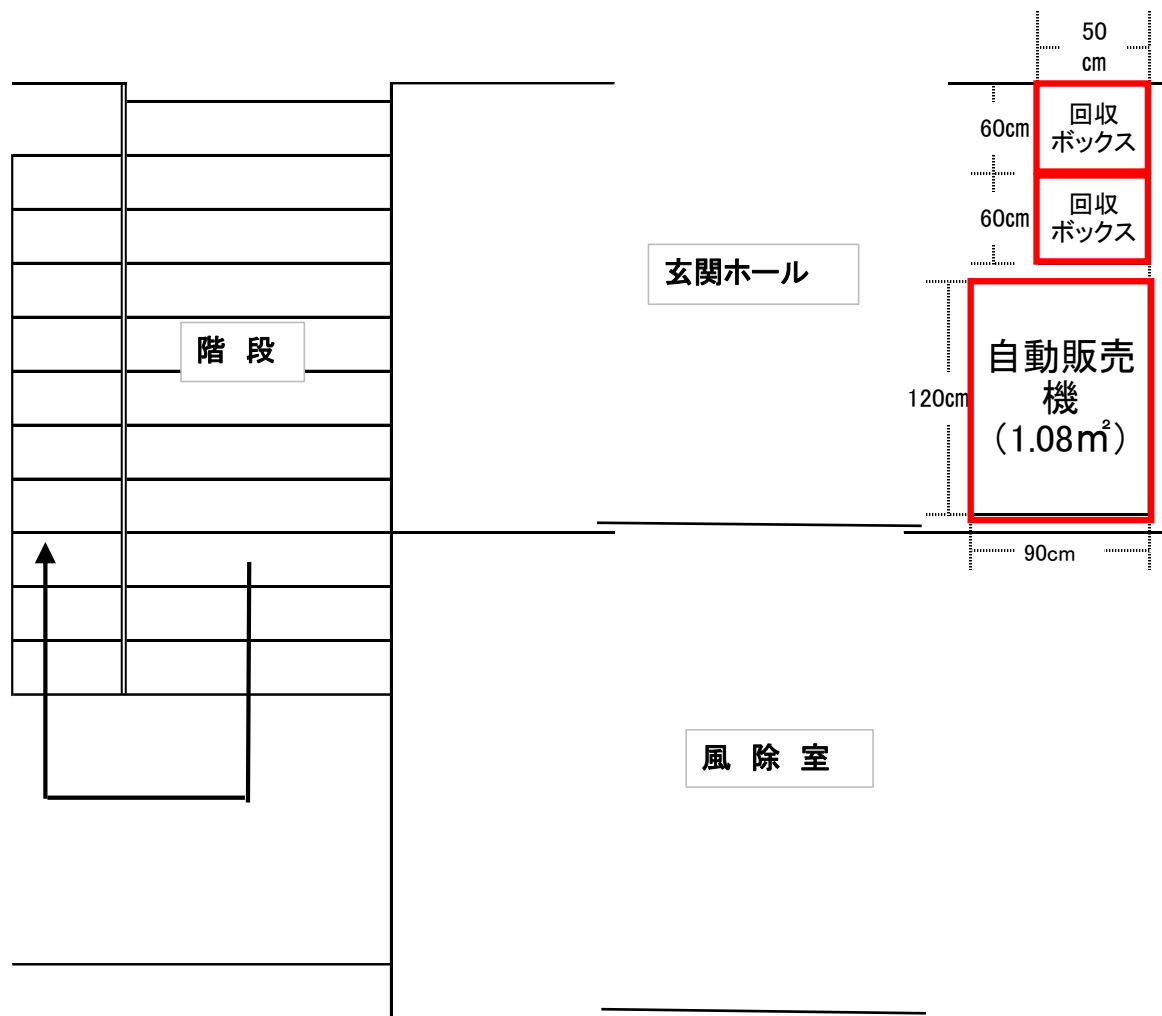 50
cm
60cm
回収
ボックス
60cm
回収
ボックス
玄関ホール
階 段
120cm
自動販売
機
（1.08㎡）
90cm
風 除 室